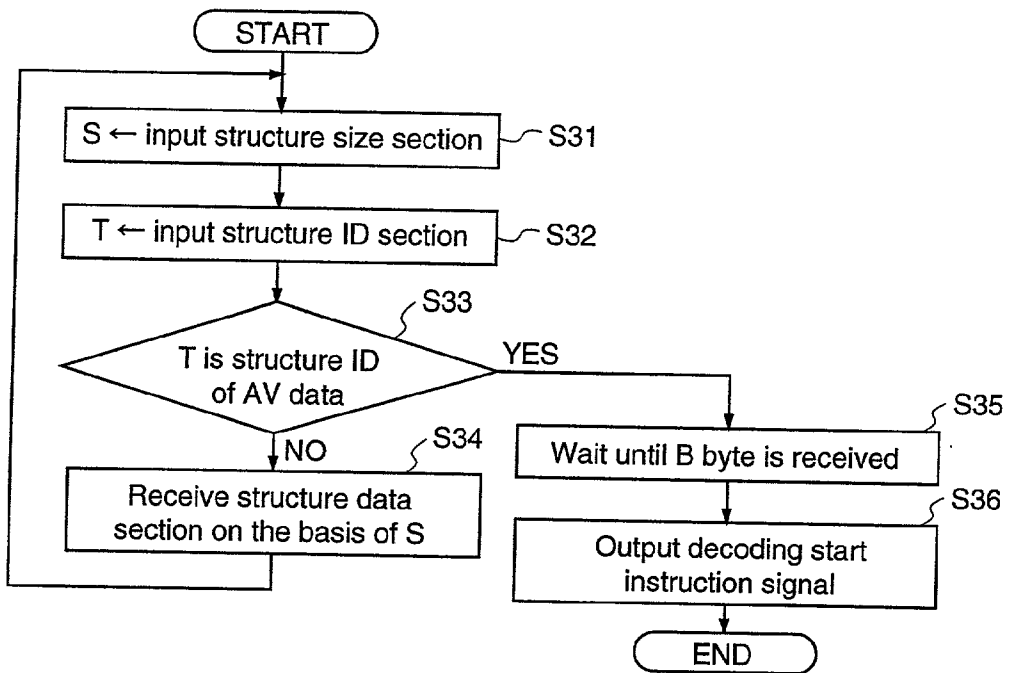 START
S ← input structure size section
S31
T ← input structure ID section
S32
S33
T is structure ID
of AV data
YES
NO
S34
Receive structure data
section on the basis of S
S35
Wait until B byte is received
S36
Output decoding start
instruction signal
END